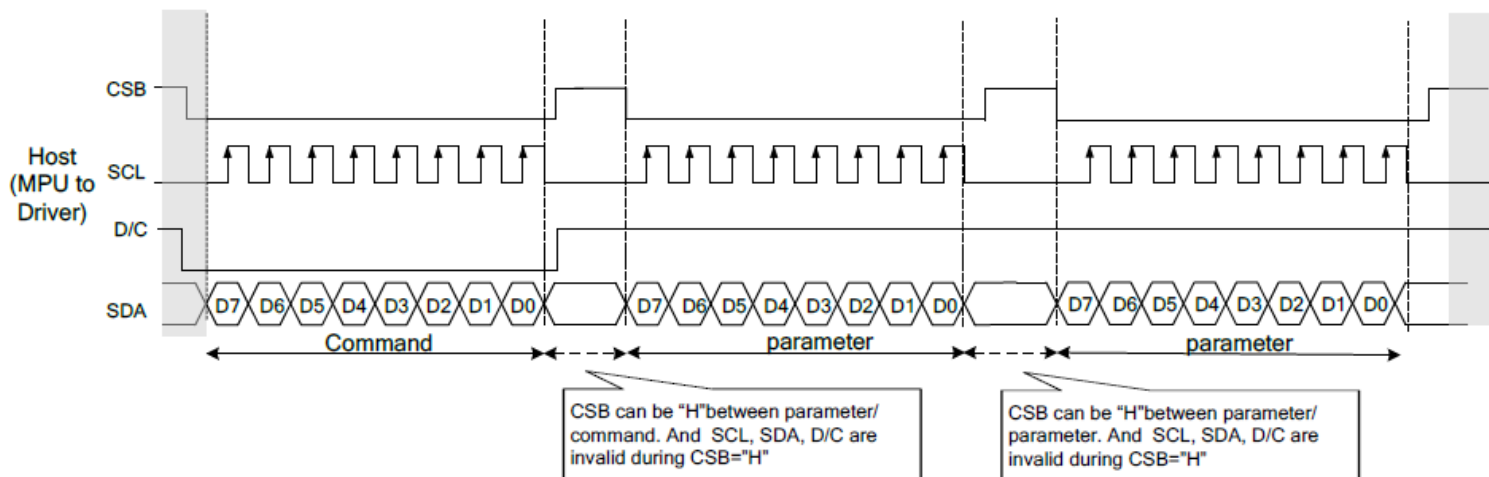 CSB
Host
(MPU to
Driver)
SCL
D/C
SDA
D7 D6 D5 D4 D3 D2 D1 D0 D7 D6 D5 D4 D3 D2 D1 D0 D7 D6 D5 D4 D3 D2 D1 D0
Command parameter parameter
CSB can be “H”between parameter/
command. And SCL, SDA, D/C are
invalid during CSB="H"
CSB can be “H”between parameter/
parameter. And SCL, SDA, D/C are
invalid during CSB="H"